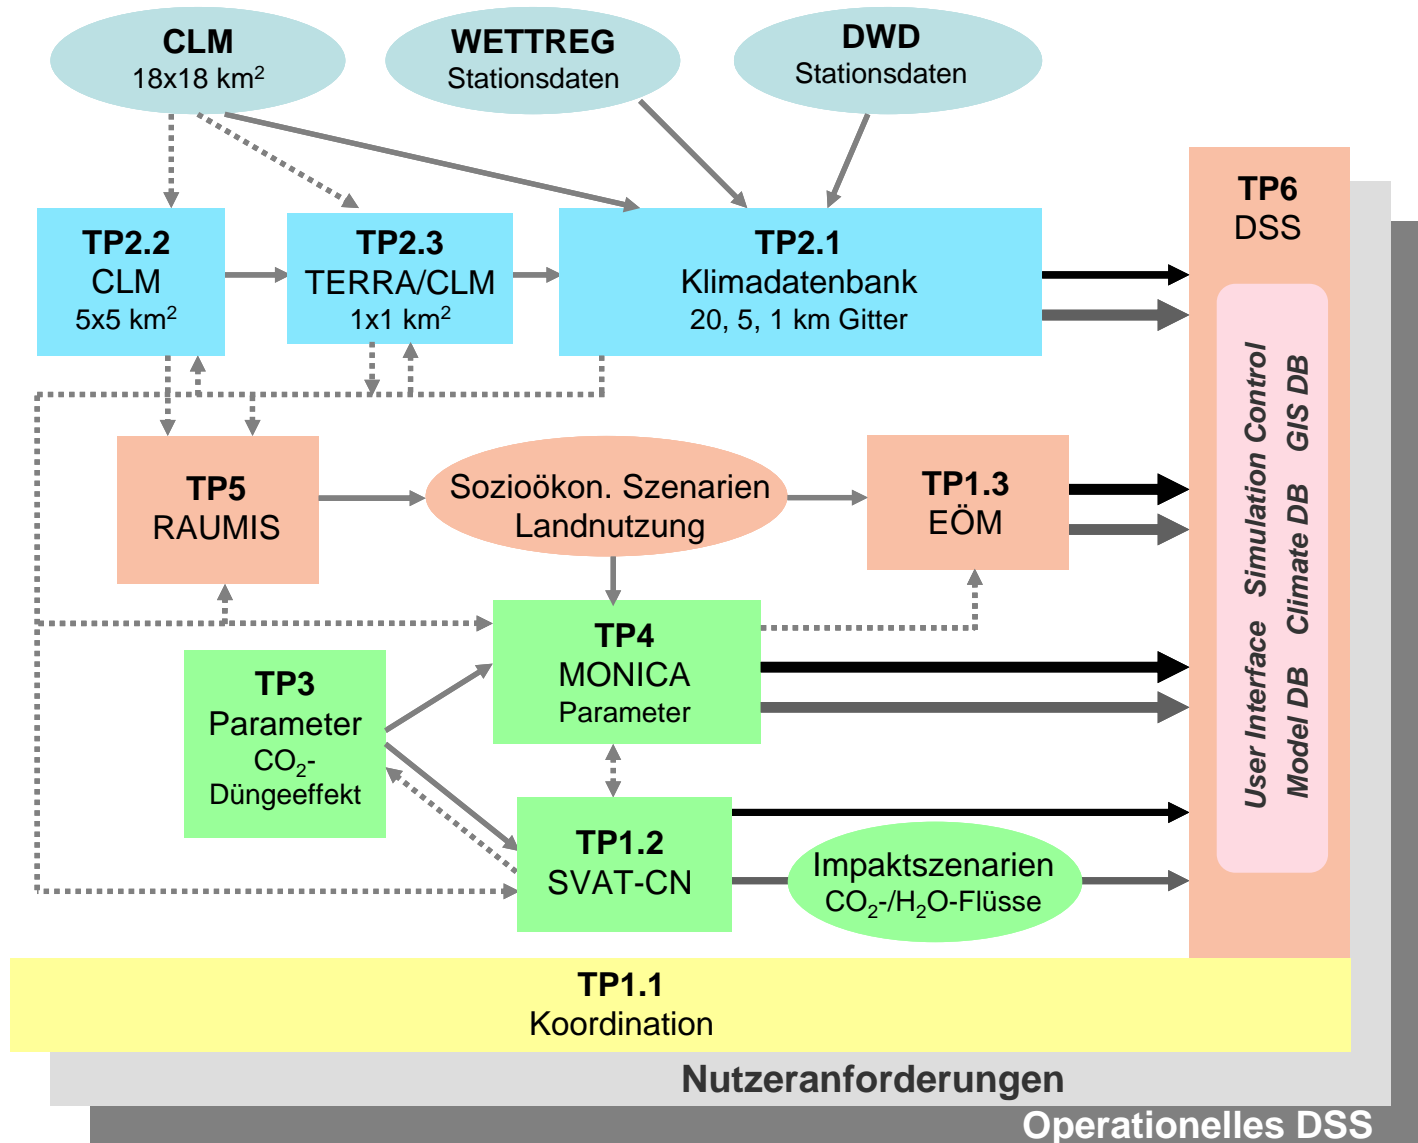 CLM
18x18 km²
WETTREG
Stationsdaten
DWD
Stationsdaten
TP2.2
CLM
5x5 km²
TP2.3
TERRA/CLM
1x1 km²
TP2.1
Klimadatenbank
20, 5, 1 km Gitter
TP6
DSS
User Interface Simulation Control
Model DB Climate DB GIS DB
TP5
RAUMIS
Sozioökon. Szenarien
Landnutzung
TP1.3
EÖM
TP4
MONICA
Parameter
TP3
Parameter
CO₂-
Düngeeffekt
TP1.2
SVAT-CN
Impaktszenarien
CO₂-/H₂O-Flüsse
TP1.1
Koordination
Nutzeranforderungen
Operationelles DSS